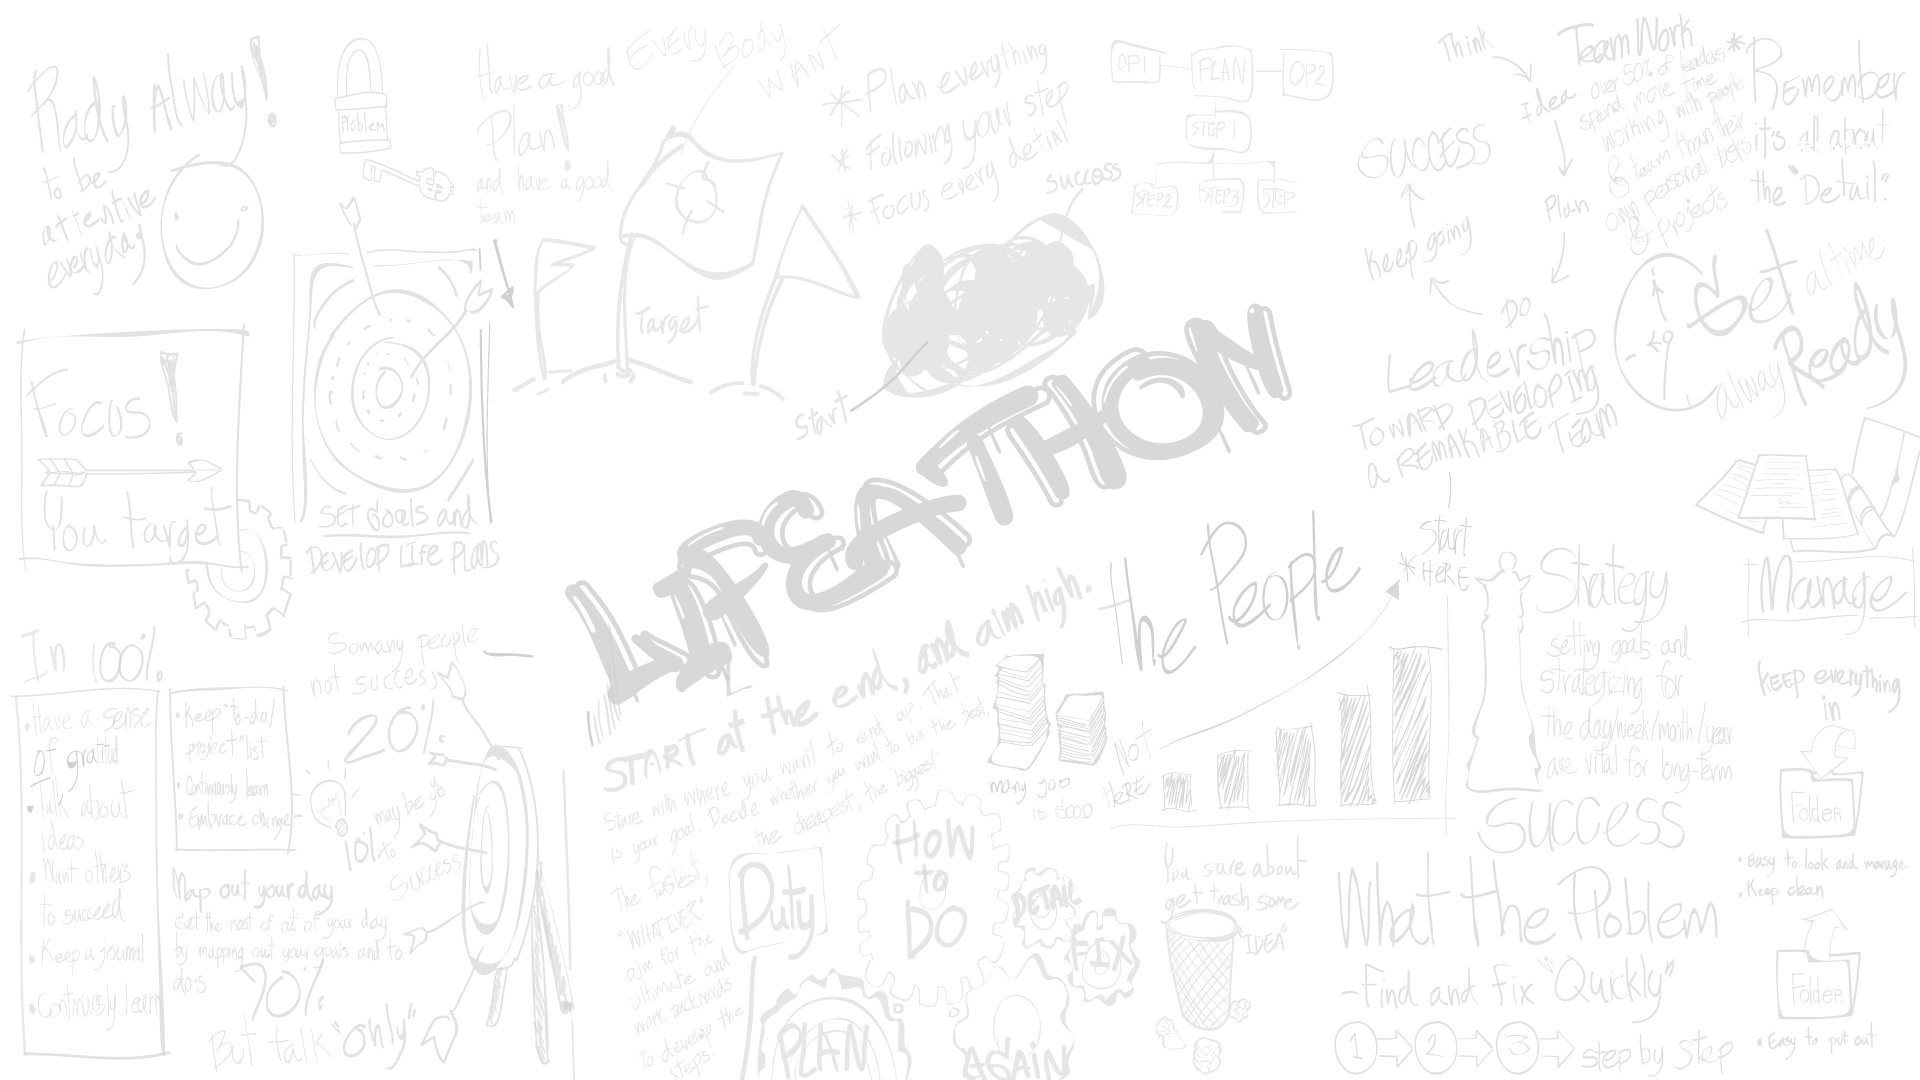 Rady Alway!
to be
attentive
everyday
Problem
Have a good
Plan!
and have a good
team
Every Body
WANT
Target
* Plan everything
* Following your step
* Focus every detial
success
start
OP1
PLAN
OP2
STEP 1
STEP2
STEP3
STEP
Think
Idea
Plan
DO
Keep going
SUCCESS
Team Work
over 50% of leaders
spend more time
working with people
& team than their
own personal tasks
& projects
* Remember
it's all about
the "Detail".
Get
al time
alway
Ready
Leadership
TOWARD DEVELOPING
a REMAKABLE TEAM
Start
* HERE
Focus!
You target
SET goals and
DEVELOP LIFE PLANS
LIFEATHON
START at the end, and aim high.
Stare with where you want to end up. That
is your goal. Decide whether you want to be the best,
the cheapest, the biggest
The fastest,
"WHATEVER"
aim for the
ultimate and
work backwards
to develop the
steps.
the People
many job
is GOOD
NoT
HeRE
Strategy
setting goals and
strategizing for
the day/week/month/year
are vital for long-term
SUCCESS
Manage
KEEP everything
in
Folder
• Easy to look and manage
• Keep clean
Folder
• Easy to put out
In 100%.
• Have a sense
of gratitud
• Talk about
ideas
• Want others
to succeed
• Keep a journal
• Continuosly learn
• Keep "to-do/
project" list
• Continuosly learn
• Embrace change
Map out your day
Get the most of out of your day
by mapping out your goals and to
do is
Somany people
not success
20%
may be yo
10%. to
Success
70%.
But talk "only"
Duty
HOW
to
DO
DETAIL
FIX
PLAN
AGAIN
You sure about
get trash some
"IDEA"
What the Ploblem
-Find and Fix "Quickly"
1
2
3
step by Step